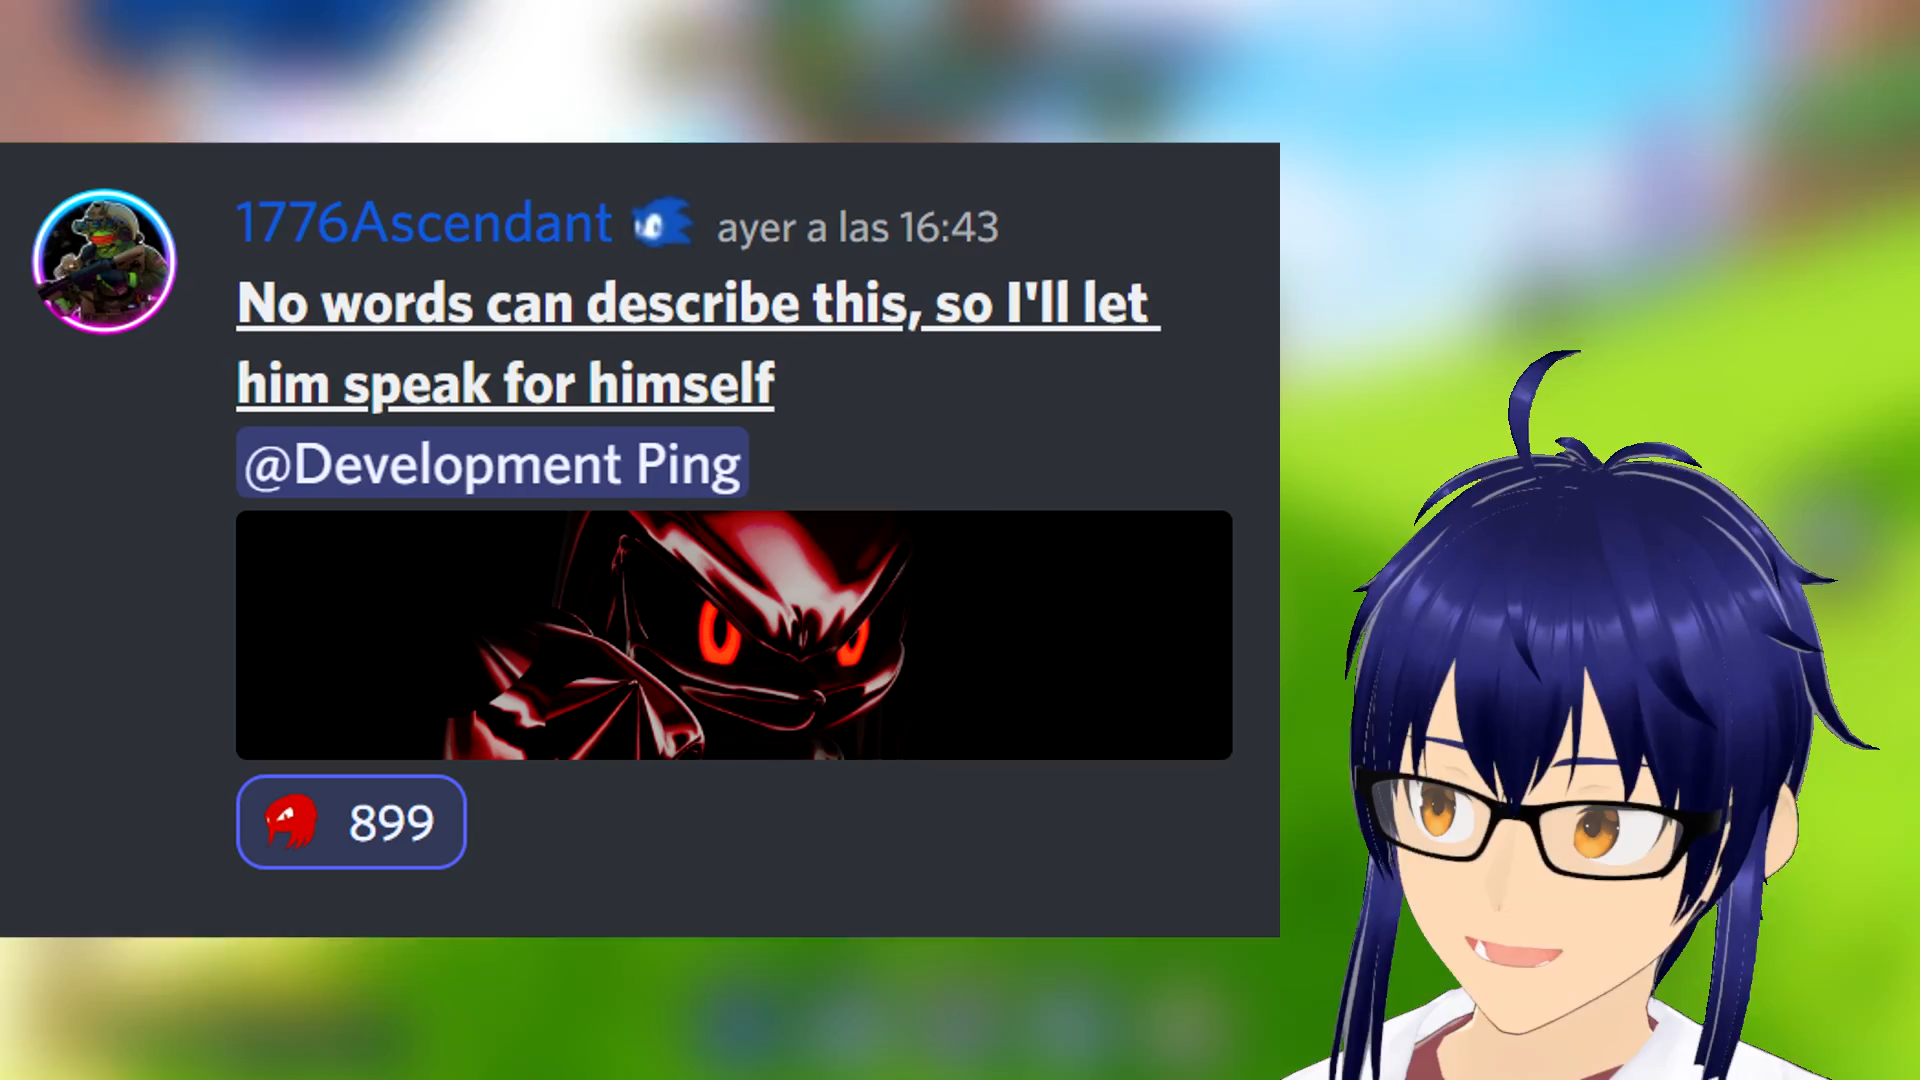 1776Ascendant ayer a las 16:43
No words can describe this, so I'll let
him speak for himself
@Development Ping
899